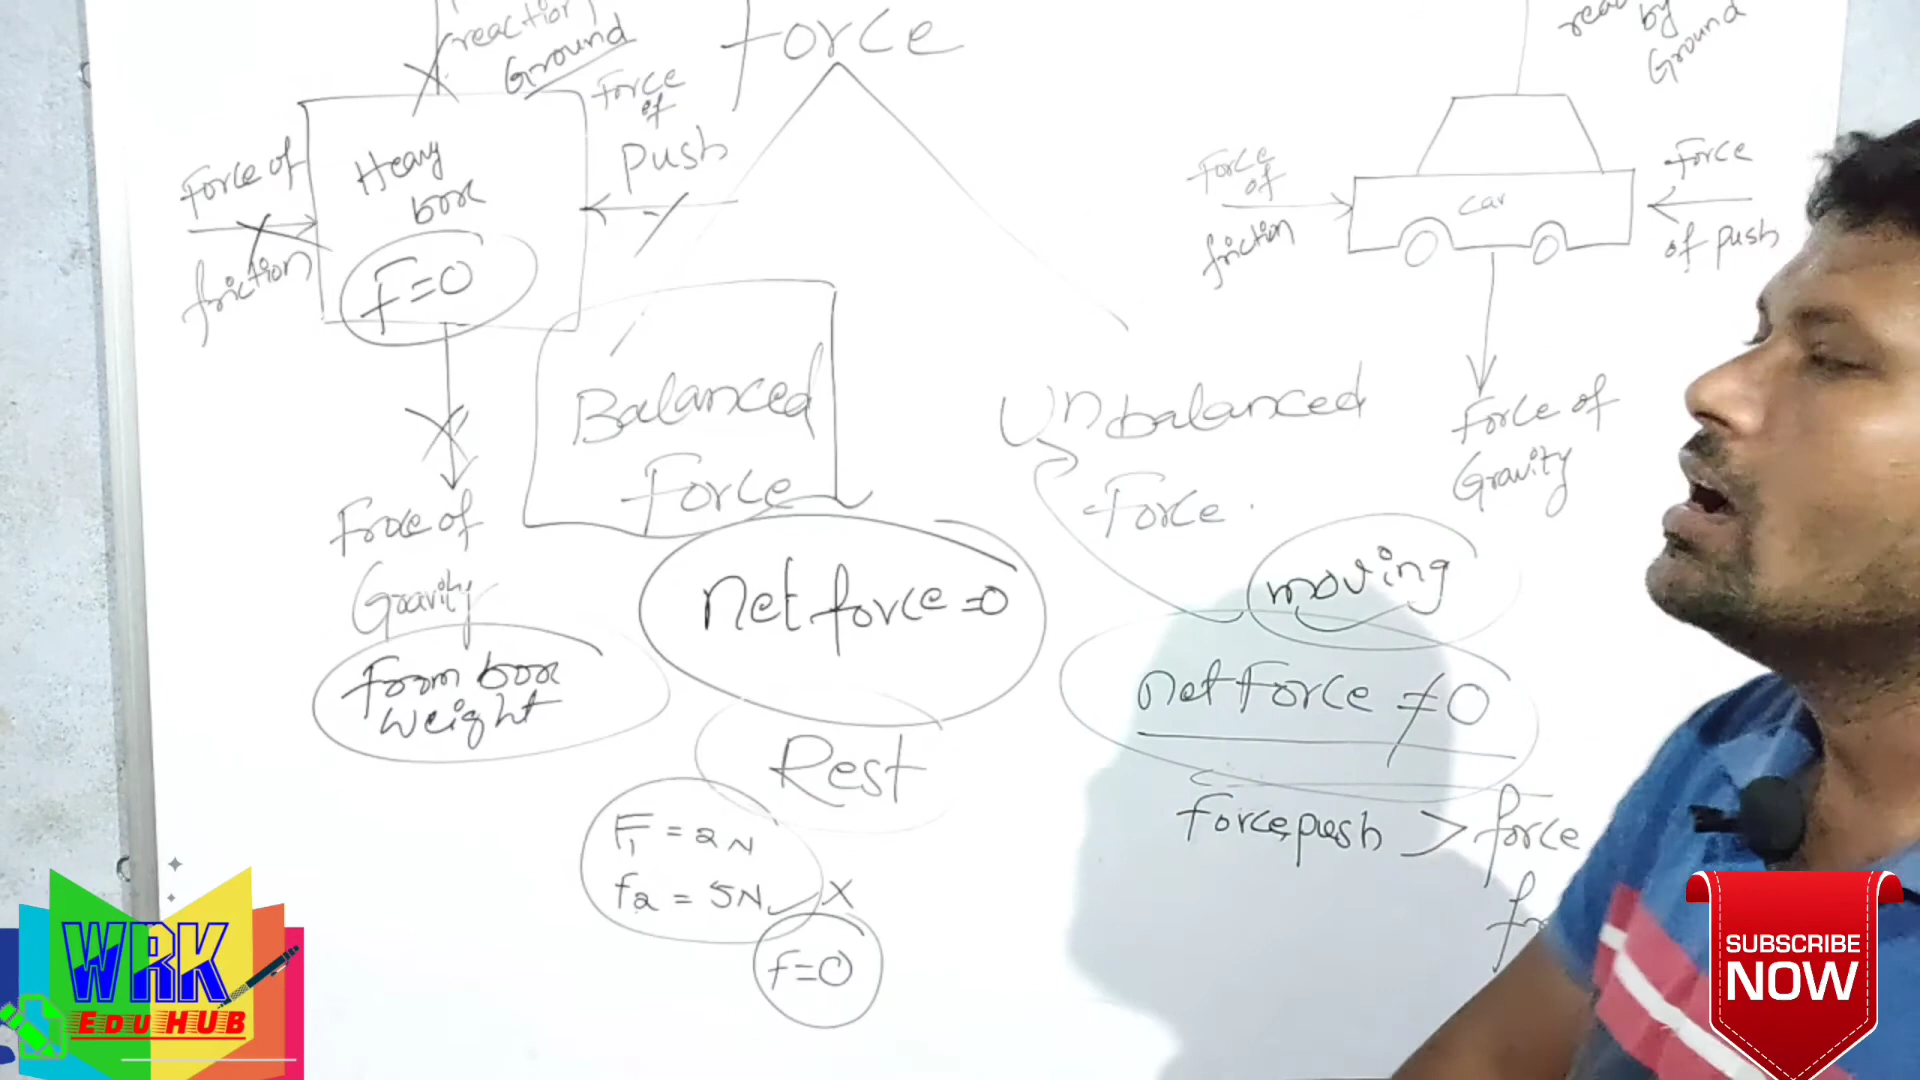 reaction
Ground
Force
of
Push
Force of
friction
Heavy
box
F=0
Froce of
Gravity
From box
weight
force
Balanced
Force
net force =0
Rest
F1 = 2N
f2 = 5N X
f=0
Unbalanced
Force.
moving
net Force ≠0
force, push > force
by
Ground
Force
of
friction
Car
Force
of push
Force of
Gravity
WRK
EDU HUB
SUBSCRIBE
NOW